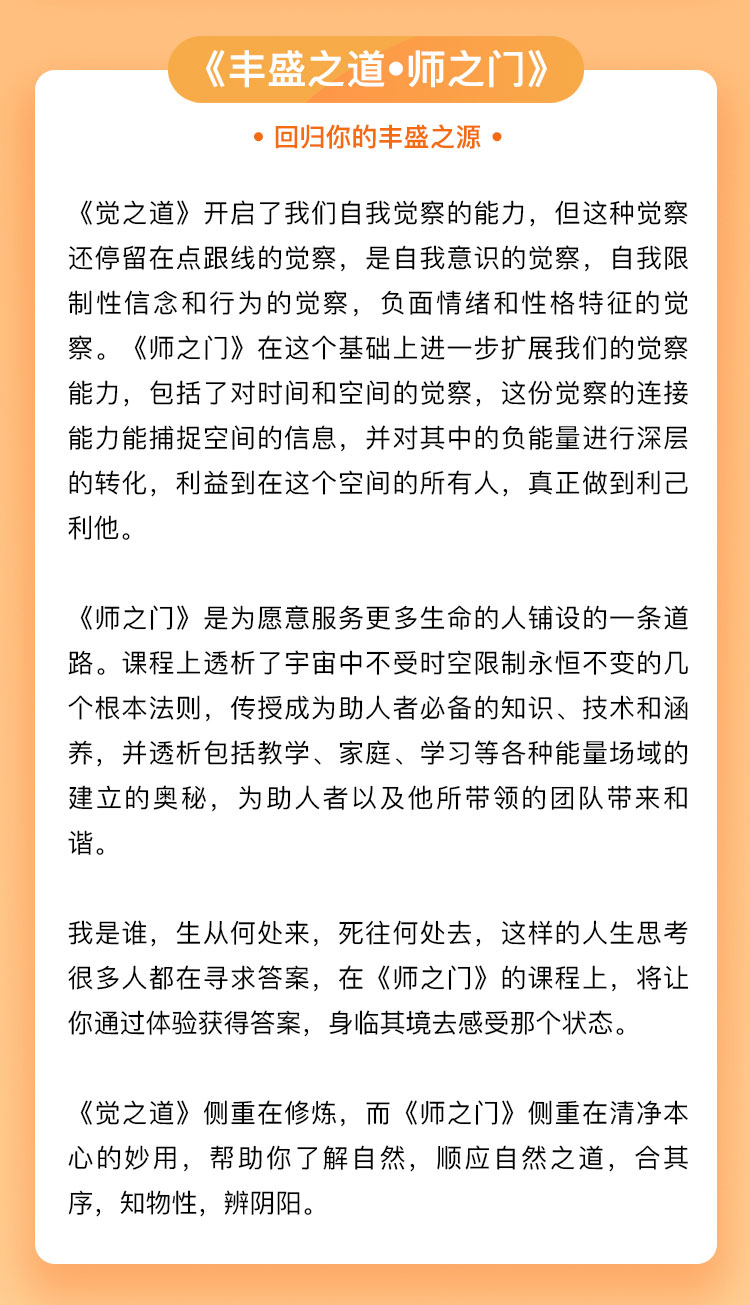 《丰盛之道•师之门》
• 回归你的丰盛之源 •
《觉之道》开启了我们自我觉察的能力，但这种觉察
还停留在点跟线的觉察，是自我意识的觉察，自我限
制性信念和行为的觉察，负面情绪和性格特征的觉
察。《师之门》在这个基础上进一步扩展我们的觉察
能力，包括了对时间和空间的觉察，这份觉察的连接
能力能捕捉空间的信息，并对其中的负能量进行深层
的转化，利益到在这个空间的所有人，真正做到利己
利他。
《师之门》是为愿意服务更多生命的人铺设的一条道
路。课程上透析了宇宙中不受时空限制永恒不变的几
个根本法则，传授成为助人者必备的知识、技术和涵
养，并透析包括教学、家庭、学习等各种能量场域的
建立的奥秘，为助人者以及他所带领的团队带来和
谐。
我是谁，生从何处来，死往何处去，这样的人生思考
很多人都在寻求答案，在《师之门》的课程上，将让
你通过体验获得答案，身临其境去感受那个状态。
《觉之道》侧重在修炼，而《师之门》侧重在清净本
心的妙用，帮助你了解自然，顺应自然之道，合其
序，知物性，辨阴阳。